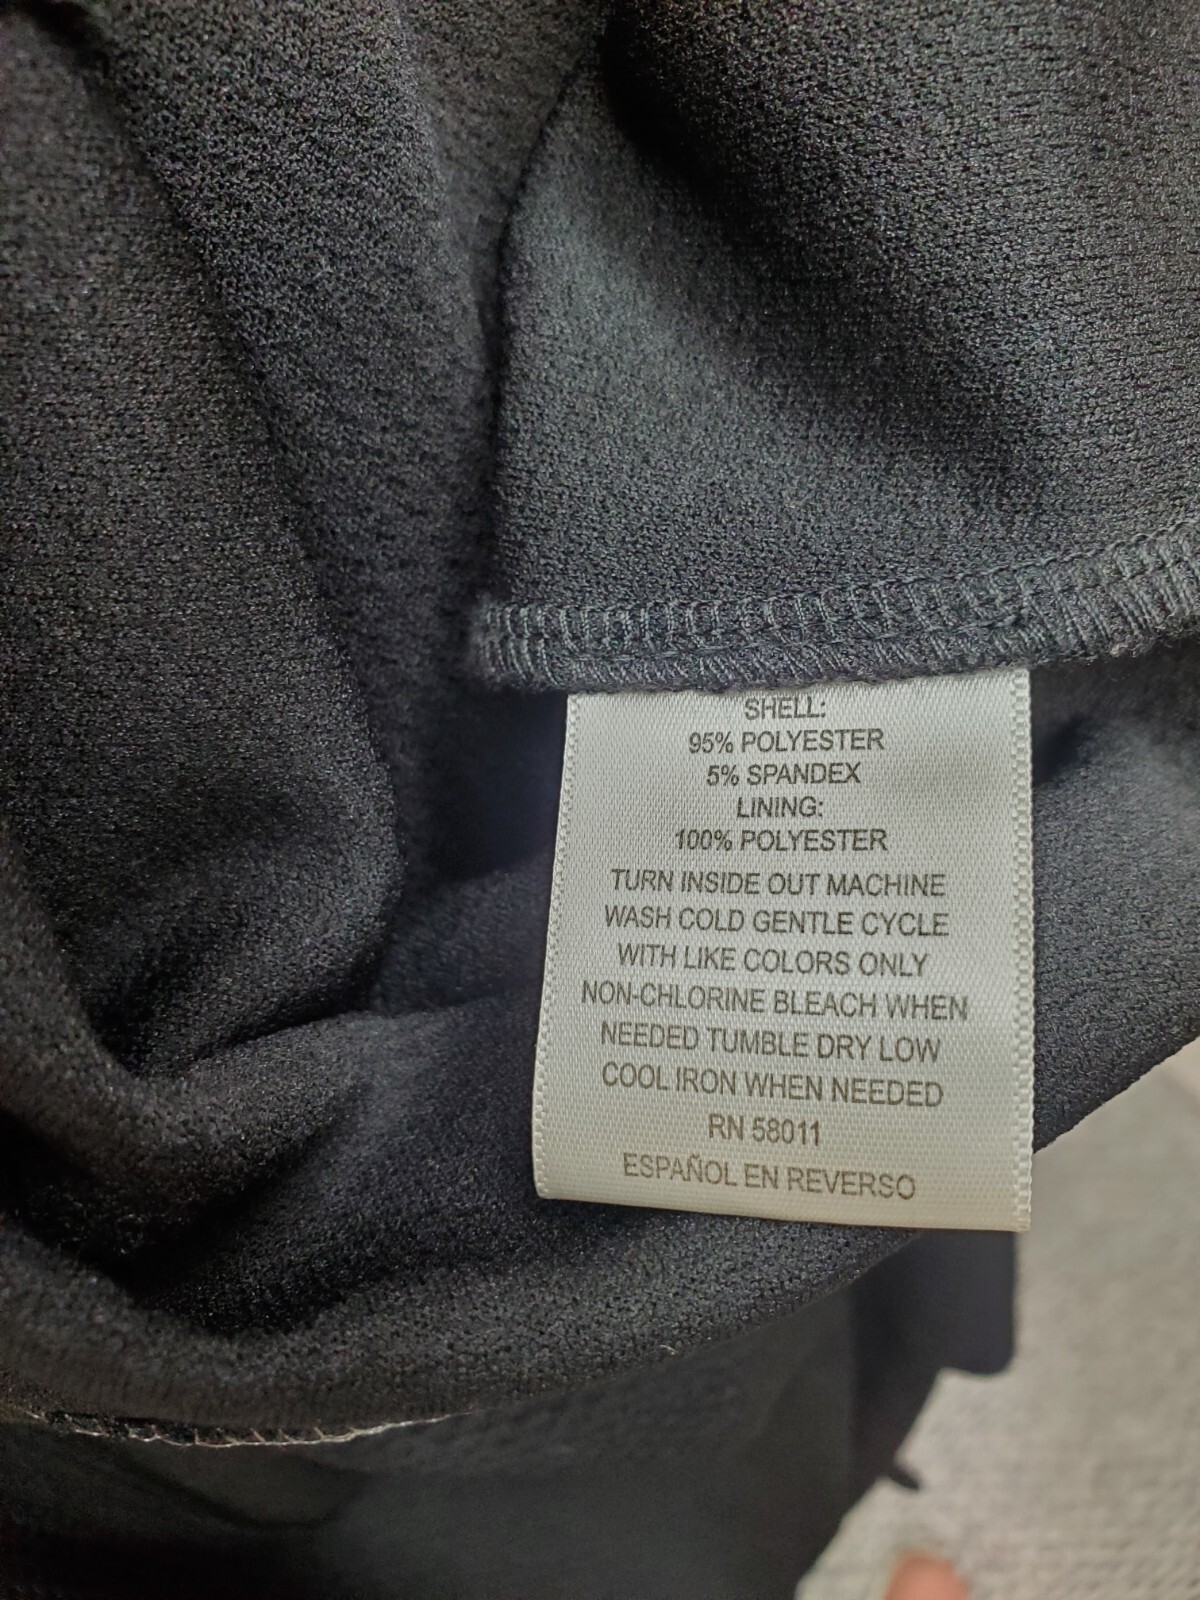 SHELL:
95% POLYESTER
5% SPANDEX
LINING:
100% POLYESTER
TURN INSIDE OUT MACHINE
WASH COLD GENTLE CYCLE
WITH LIKE COLORS ONLY
NON-CHLORINE BLEACH WHEN
NEEDED TUMBLE DRY LOW
COOL IRON WHEN NEEDED
RN 58011
ESPAÑOL EN REVERSO